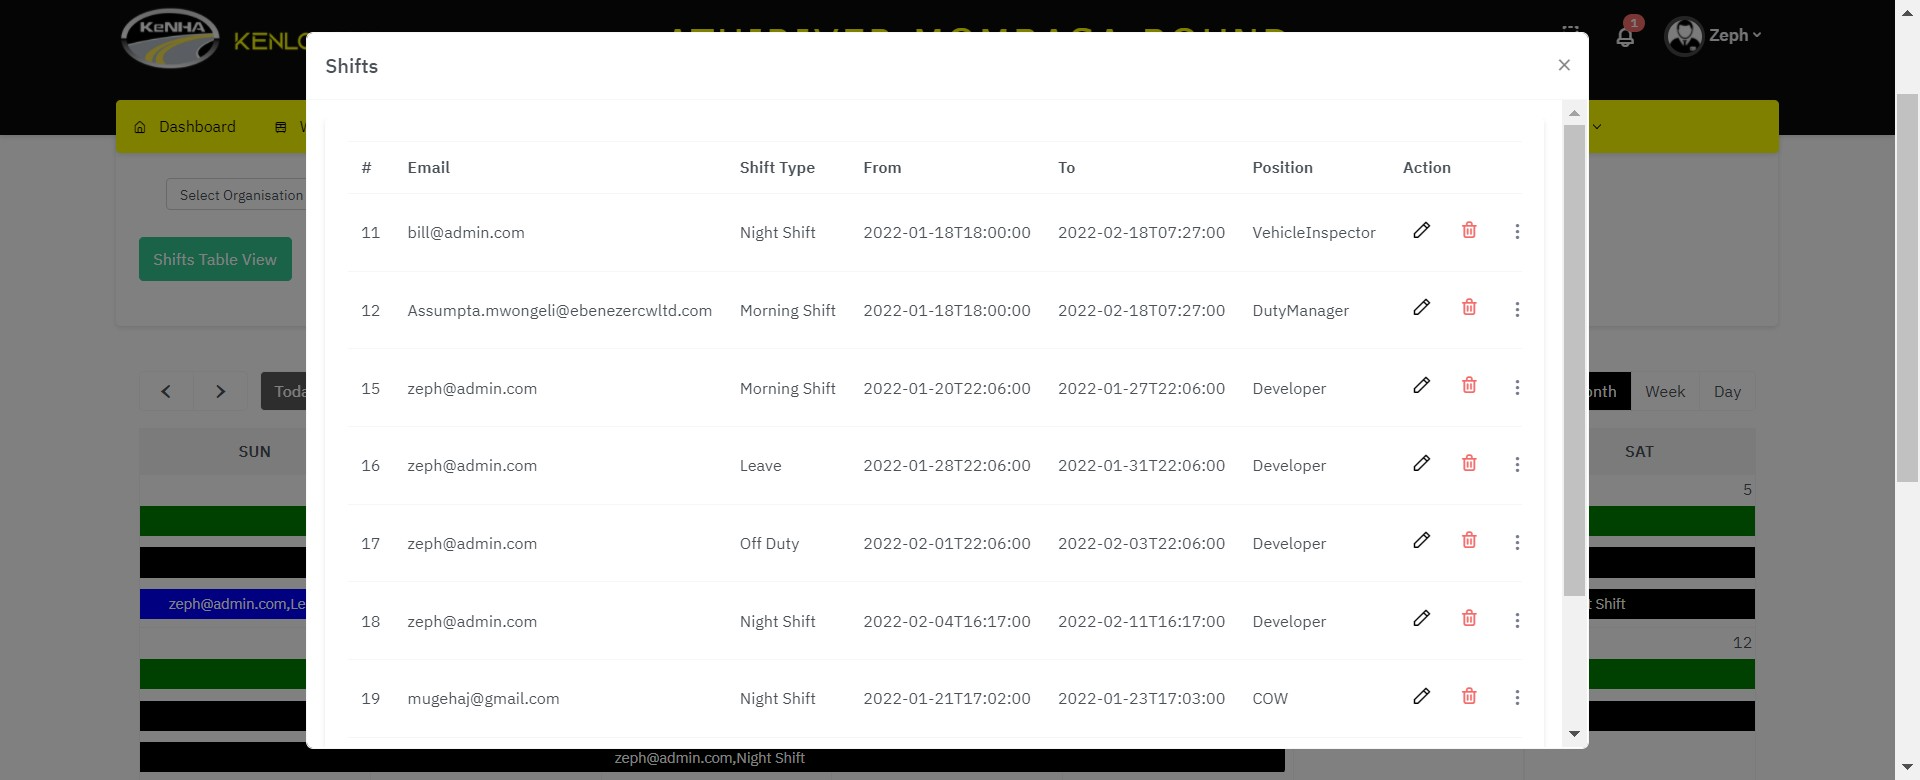 KeNHA
1
Zeph
Shifts
Dashboard
Select Organisation
Shifts Table View
# Email Shift Type From To Position Action
11 bill@admin.com Night Shift 2022-01-18T18:00:00 2022-02-18T07:27:00 VehicleInspector
12 Assumpta.mwongeli@ebenezercwltd.com Morning Shift 2022-01-18T18:00:00 2022-02-18T07:27:00 DutyManager
15 zeph@admin.com Morning Shift 2022-01-20T22:06:00 2022-01-27T22:06:00 Developer
16 zeph@admin.com Leave 2022-01-28T22:06:00 2022-01-31T22:06:00 Developer
17 zeph@admin.com Off Duty 2022-02-01T22:06:00 2022-02-03T22:06:00 Developer
18 zeph@admin.com Night Shift 2022-02-04T16:17:00 2022-02-11T16:17:00 Developer
19 mugehaj@gmail.com Night Shift 2022-01-21T17:02:00 2022-01-23T17:03:00 COW
Week Day
SUN SAT
5
zeph@admin.com,Le
Shift
12
zeph@admin.com,Night Shift